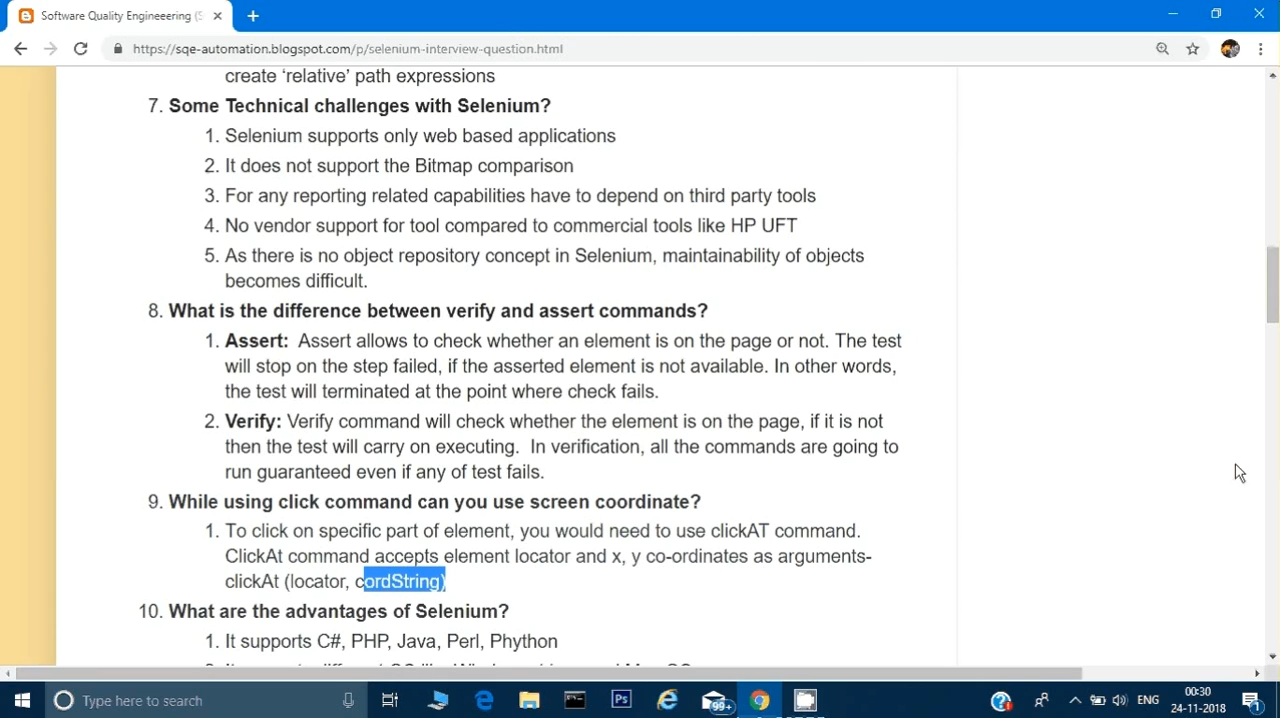 Software Quality Engineeering (S
https://sqe-automation.blogspot.com/p/selenium-interview-question.html
create ‘relative’ path expressions
7. Some Technical challenges with Selenium?
1. Selenium supports only web based applications
2. It does not support the Bitmap comparison
3. For any reporting related capabilities have to depend on third party tools
4. No vendor support for tool compared to commercial tools like HP UFT
5. As there is no object repository concept in Selenium, maintainability of objects
becomes difficult.
8. What is the difference between verify and assert commands?
1. Assert:  Assert allows to check whether an element is on the page or not. The test
will stop on the step failed, if the asserted element is not available. In other words,
the test will terminated at the point where check fails.
2. Verify: Verify command will check whether the element is on the page, if it is not
then the test will carry on executing.  In verification, all the commands are going to
run guaranteed even if any of test fails.
9. While using click command can you use screen coordinate?
1. To click on specific part of element, you would need to use clickAT command.
ClickAt command accepts element locator and x, y co-ordinates as arguments-
clickAt (locator, cordString)
10. What are the advantages of Selenium?
1. It supports C#, PHP, Java, Perl, Phython
Type here to search
Ps
99+
ENG
00:30
24-11-2018
1